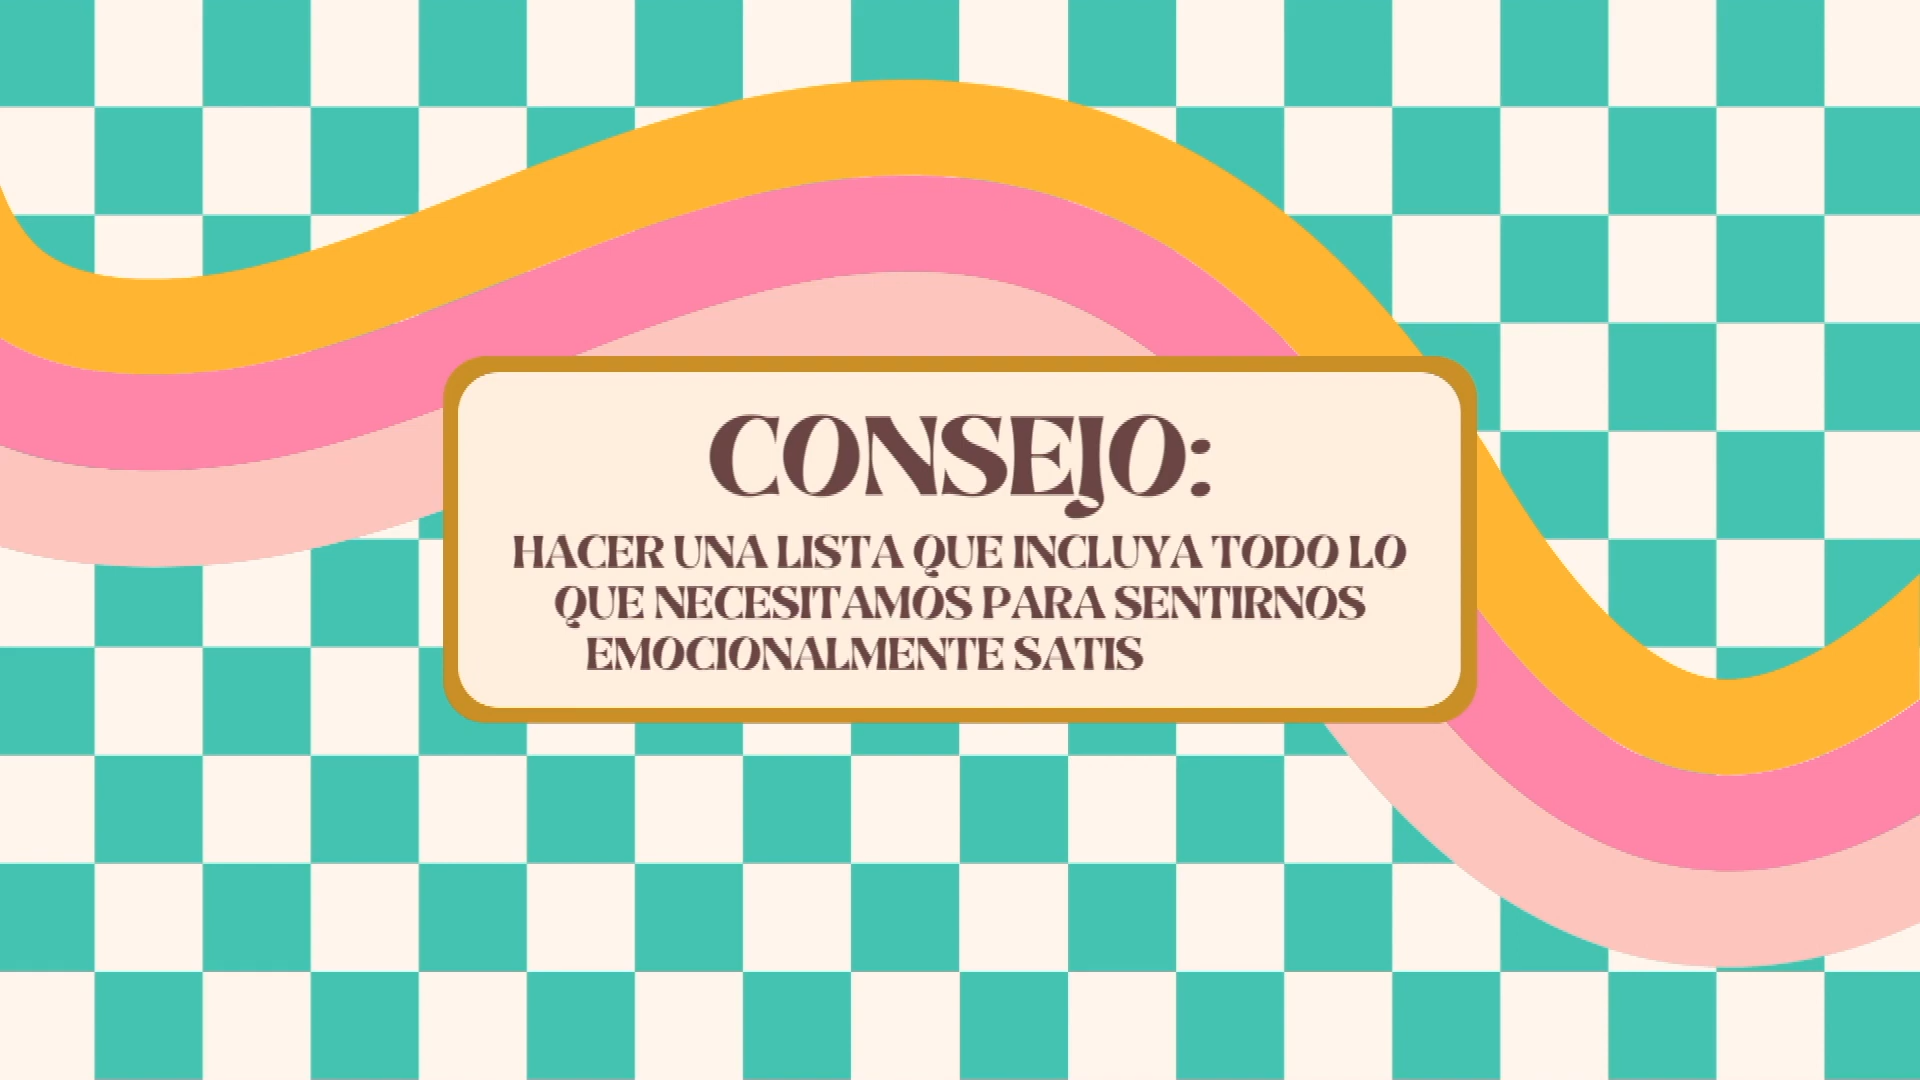 CONSEJO:
HACER UNA LISTA QUE INCLUYA TODO LO
QUE NECESITAMOS PARA SENTIRNOS
EMOCIONALMENTE SATIS